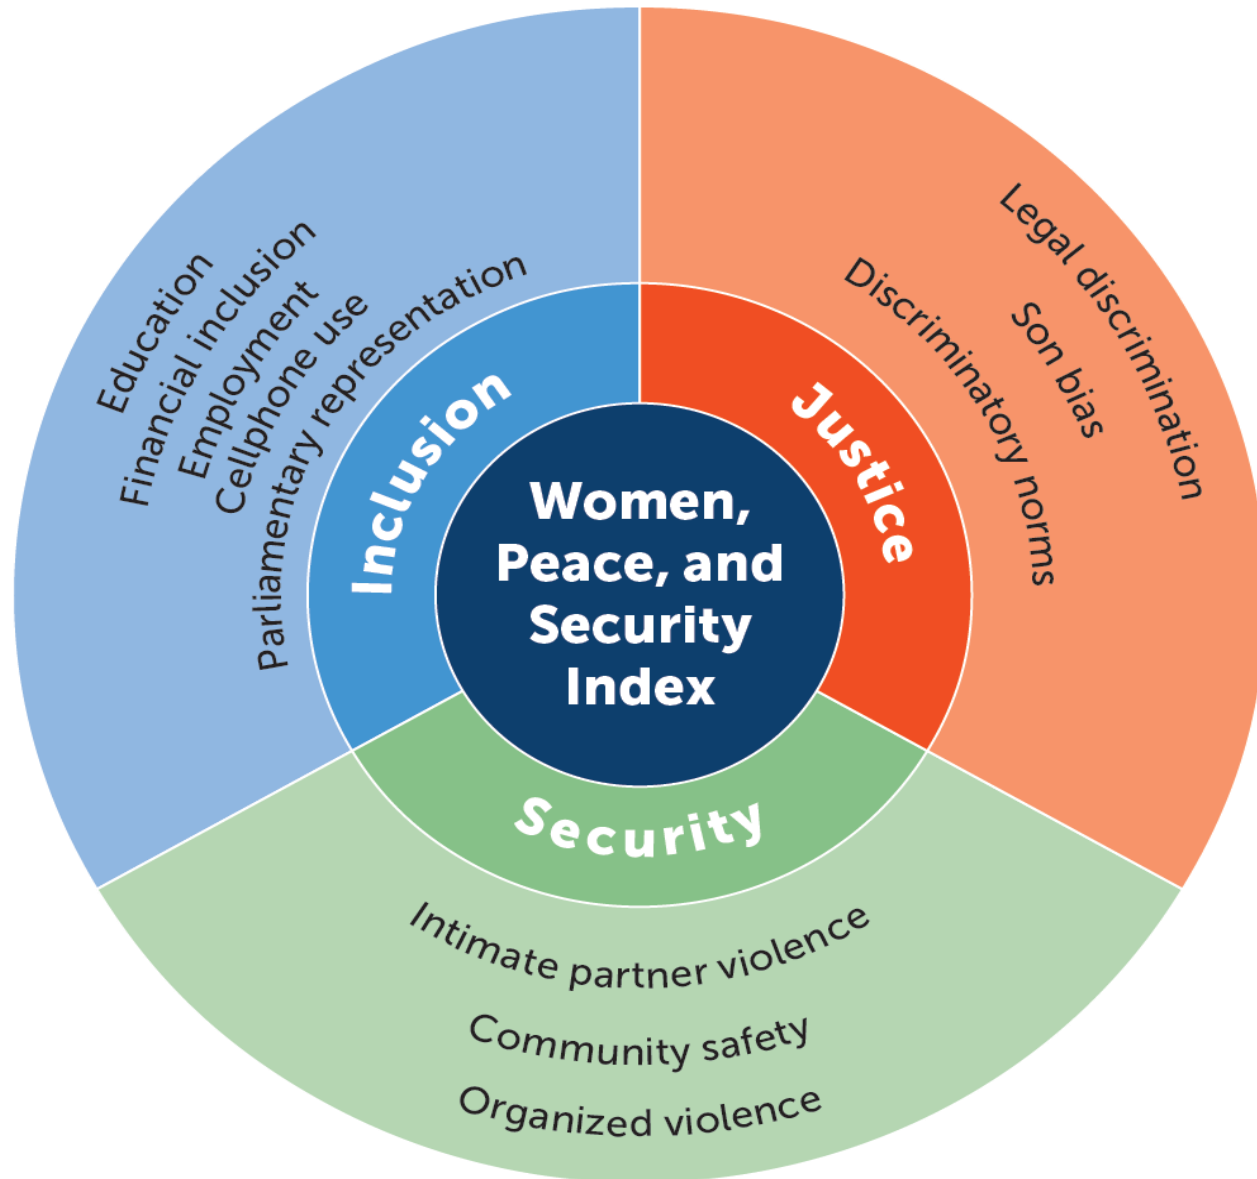 Women,
Peace, and
Security
Index
Inclusion
Education
Financial inclusion
Employment
Cellphone use
Parliamentary representation
Justice
Legal discrimination
Son bias
Discriminatory norms
Security
Intimate partner violence
Community safety
Organized violence